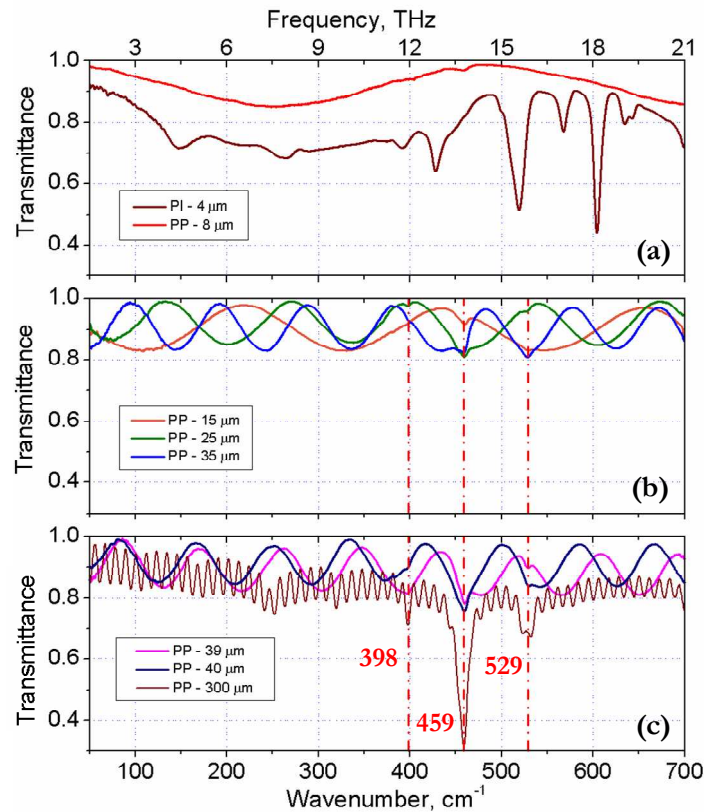 Frequency, THz
3 6 9 12 15 18 21
1.0
0.8
0.6
0.4
Transmittance
PI - 4 μm
PP - 8 μm
(a)
1.0
0.8
0.6
0.4
Transmittance
PP - 15 μm
PP - 25 μm
PP - 35 μm
(b)
1.0
0.8
0.6
0.4
Transmittance
PP - 39 μm
PP - 40 μm
PP - 300 μm
398
459
529
(c)
100 200 300 400 500 600 700
Wavenumber, cm⁻¹